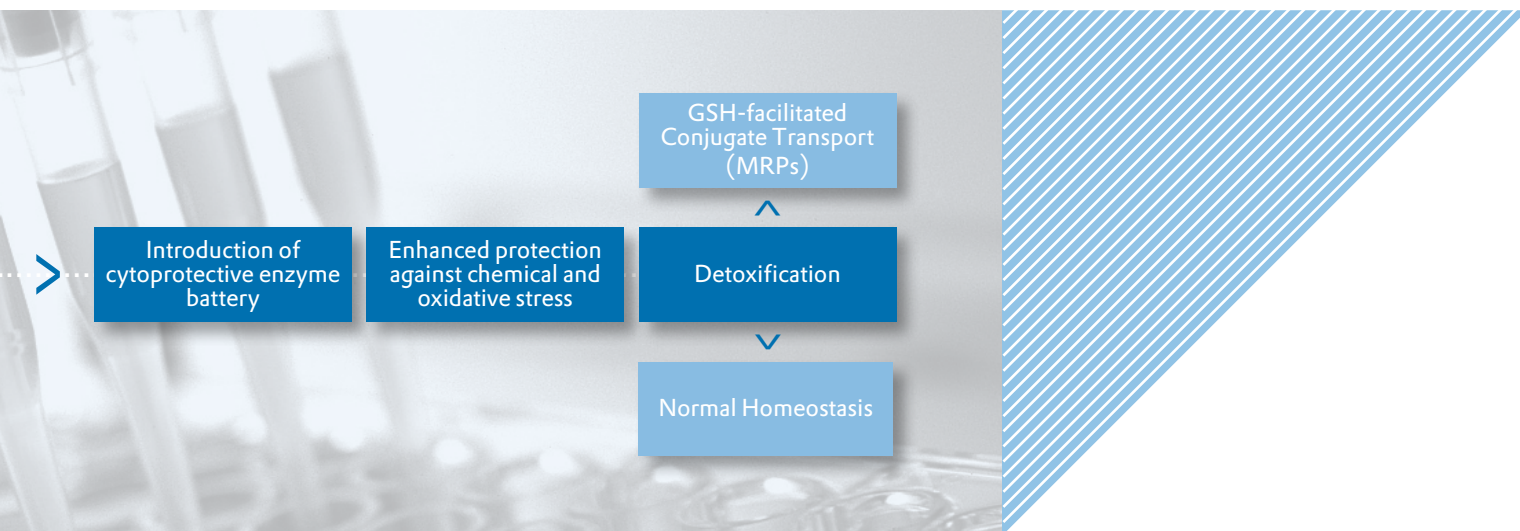 GSH-facilitated
Conjugate Transport
(MRPs)
Introduction of
cytoprotective enzyme
battery
Enhanced protection
against chemical and
oxidative stress
Detoxification
Normal Homeostasis